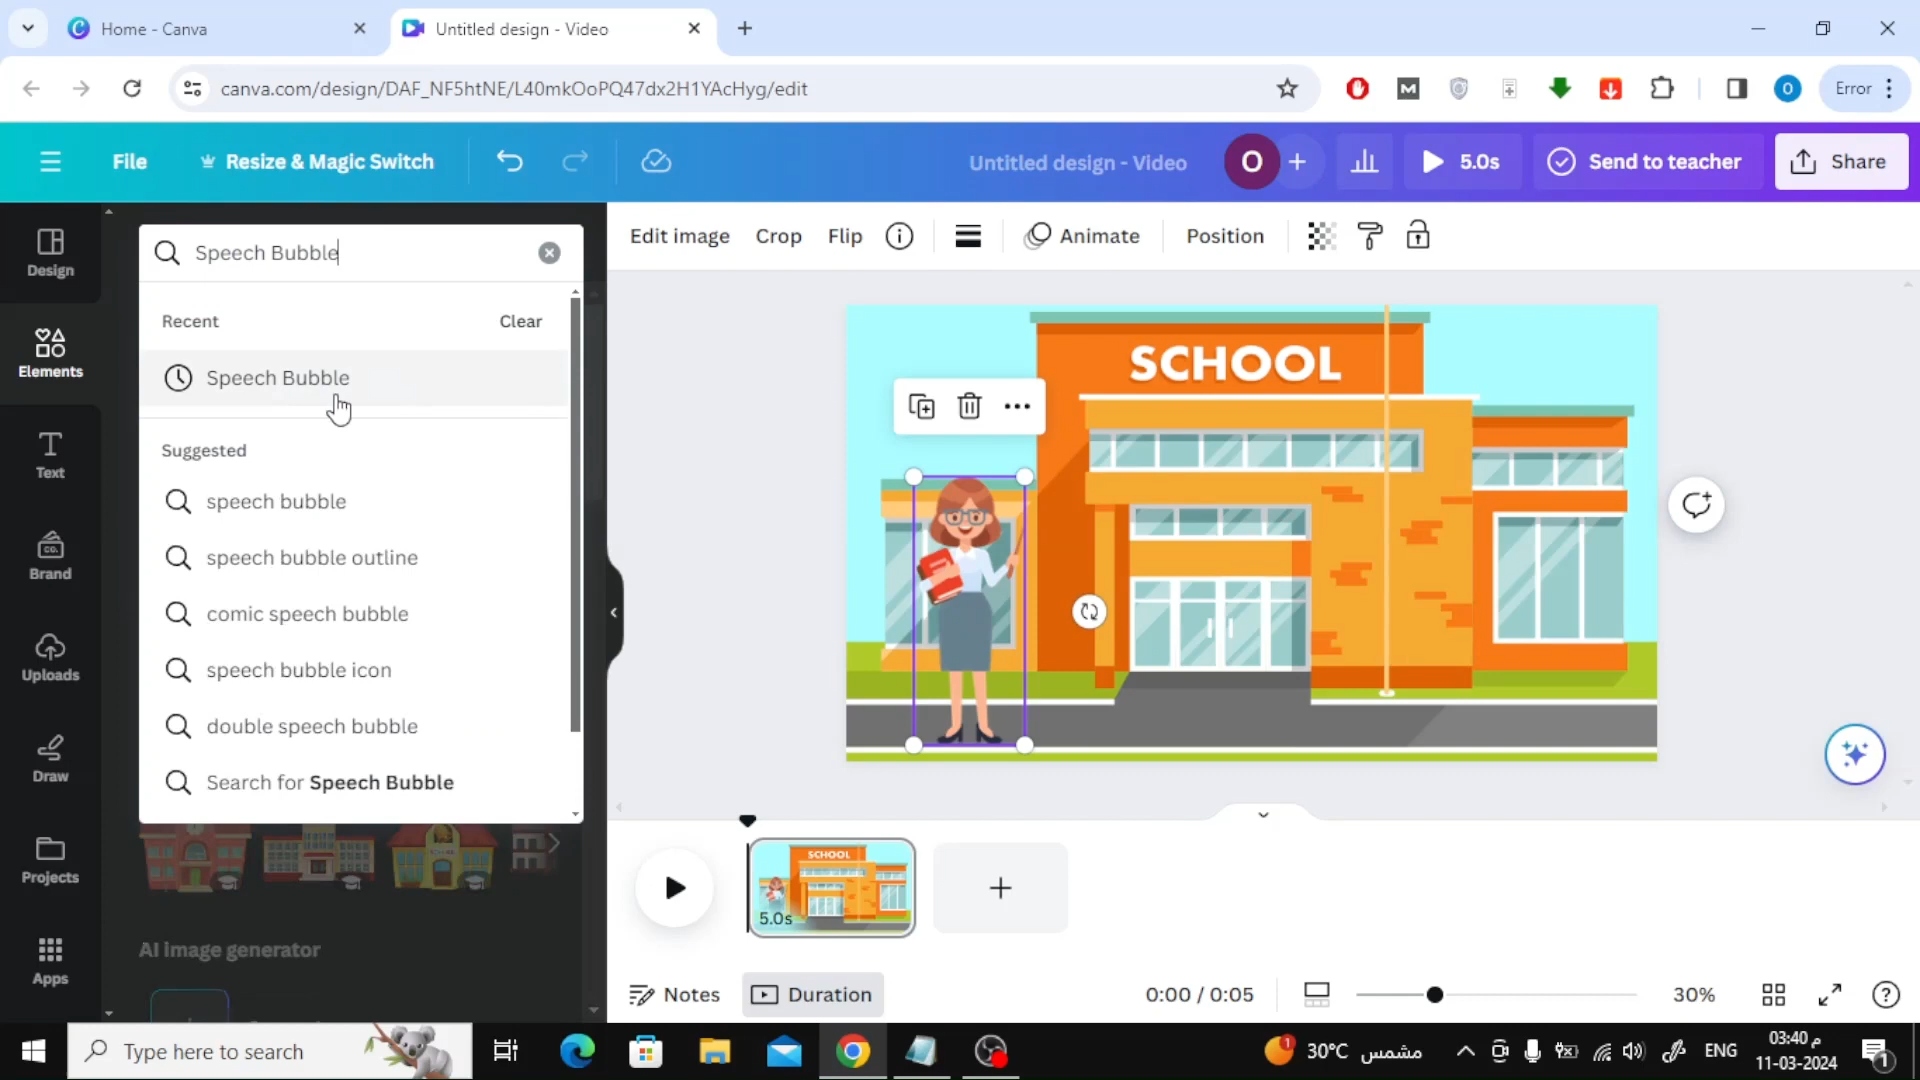 Home - Canva
Untitled design - Video
canva.com/design/DAF_NF5htNE/L40mkOoPQ47dx2H1YAcHyg/edit
Error
File
Resize & Magic Switch
Untitled design - Video
O
5.0s
Send to teacher
Share
Design
Elements
Text
Brand
Uploads
Draw
Projects
Apps
Speech Bubble
Recent
Clear
Speech Bubble
Suggested
speech bubble
speech bubble outline
comic speech bubble
speech bubble icon
double speech bubble
Search for Speech Bubble
AI image generator
Edit image
Crop
Flip
Animate
Position
SCHOOL
SCHOOL
5.0s
Notes
Duration
0:00 / 0:05
30%
Type here to search
30°C مشمس
ENG
03:40 م
11-03-2024